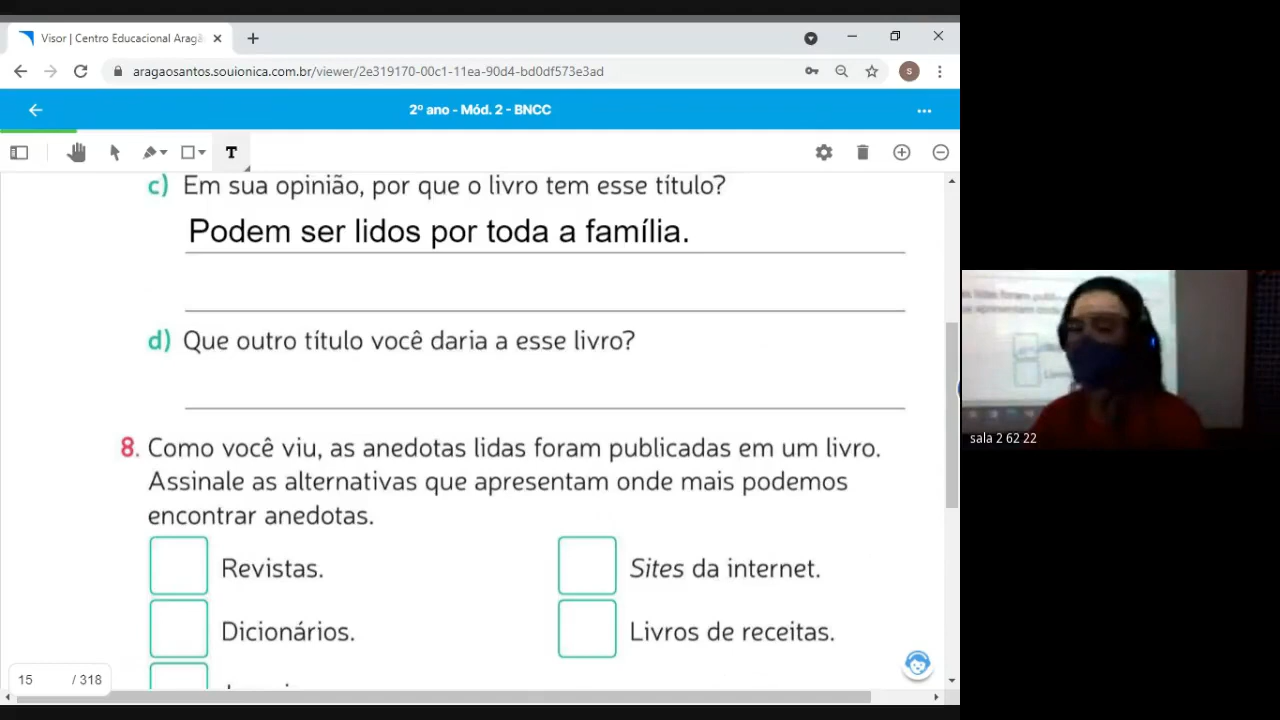 Visor | Centro Educacional Aragã
aragaosantos.souionica.com.br/viewer/2e319170-00c1-11ea-90d4-bd0df573e3ad
S
2º ano - Mód. 2 - BNCC
T
c) Em sua opinião, por que o livro tem esse título?
Podem ser lidos por toda a família.
d) Que outro título você daria a esse livro?
8. Como você viu, as anedotas lidas foram publicadas em um livro.
Assinale as alternativas que apresentam onde mais podemos
encontrar anedotas.
Revistas. Sites da internet.
Dicionários. Livros de receitas.
15 / 318
sala 2 62 22